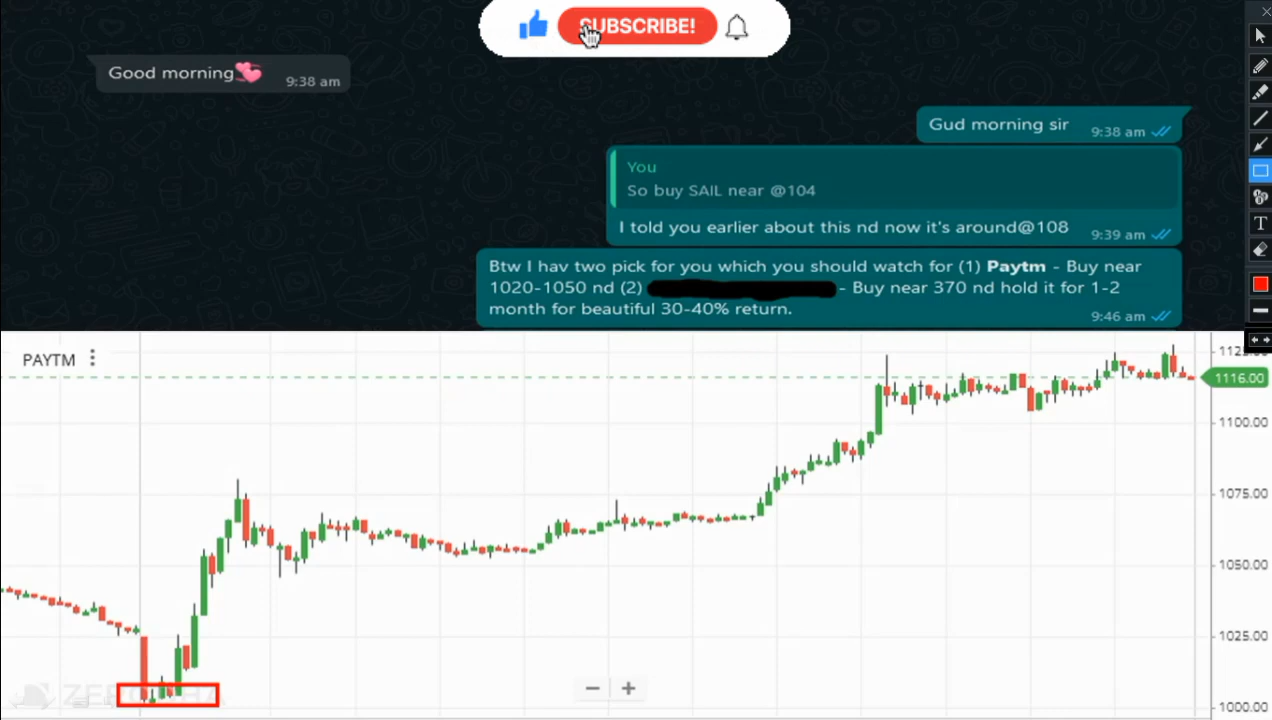 SUBSCRIBE!
Good morning 9:38 am
Gud morning sir 9:38 am
You
So buy SAIL near @104
I told you earlier about this nd now it's around@108 9:39 am
Btw I hav two pick for you which you should watch for (1) Paytm - Buy near
1020-1050 nd (2) - Buy near 370 nd hold it for 1-2
month for beautiful 30-40% return. 9:46 am
PAYTM
1116.00
1100.00
1075.00
1050.00
1025.00
1000.00
T